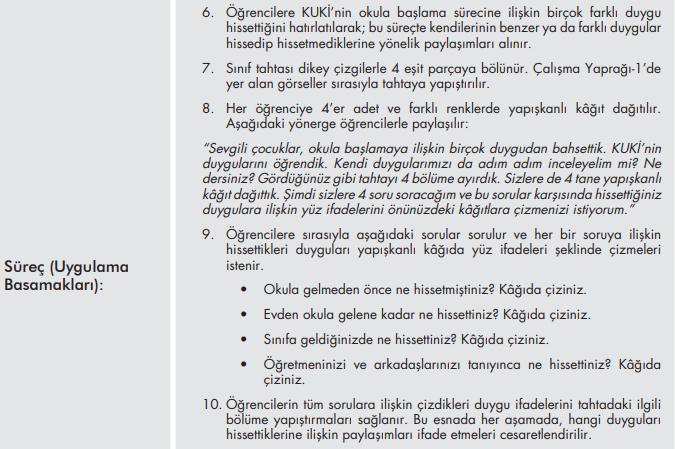 Süreç (Uygulama
Basamakları):
6. Öğrencilere KUKİ’nin okula başlama sürecine ilişkin birçok farklı duygu
hissettiğini hatırlatılarak; bu süreçte kendilerinin benzer ya da farklı duygular
hissedip hissetmediklerine yönelik paylaşımları alınır.
7. Sınıf tahtası dikey çizgilerle 4 eşit parçaya bölünür. Çalışma Yaprağı-1’de
yer alan görseller sırasıyla tahtaya yapıştırılır.
8. Her öğrenciye 4’er adet ve farklı renklerde yapışkanlı kâğıt dağıtılır.
Aşağıdaki yönerge öğrencilerle paylaşılır:
“Sevgili çocuklar, okula başlamaya ilişkin birçok duygudan bahsettik. KUKİ’nin
duygularını öğrendik. Kendi duygularımızı da adım adım inceleyelim mi? Ne
dersiniz? Gördüğünüz gibi tahtayı 4 bölüme ayırdık. Sizlere de 4 tane yapışkanlı
kâğıt dağıttık. Şimdi sizlere 4 soru soracağım ve bu sorular karşısında hissettiğiniz
duygulara ilişkin yüz ifadelerini önünüzdeki kâğıtlara çizmenizi istiyorum.”
9. Öğrencilere sırasıyla aşağıdaki sorular sorulur ve her bir soruya ilişkin
hissettikleri duyguları yapışkanlı kâğıda yüz ifadeleri şeklinde çizmeleri
istenir.
• Okula gelmeden önce ne hissetmiştiniz? Kâğıda çiziniz.
• Evden okula gelene kadar ne hissettiniz? Kâğıda çiziniz.
• Sınıfa geldiğinizde ne hissettiniz? Kâğıda çiziniz.
• Öğretmeninizi ve arkadaşlarınızı tanıyınca ne hissettiniz? Kâğıda
çiziniz.
10. Öğrencilerin tüm sorulara ilişkin çizdikleri duygu ifadelerini tahtadaki ilgili
bölüme yapıştırmaları sağlanır. Bu esnada her aşamada, hangi duyguları
hissettiklerine ilişkin paylaşımları ifade etmeleri cesaretlendirilir.